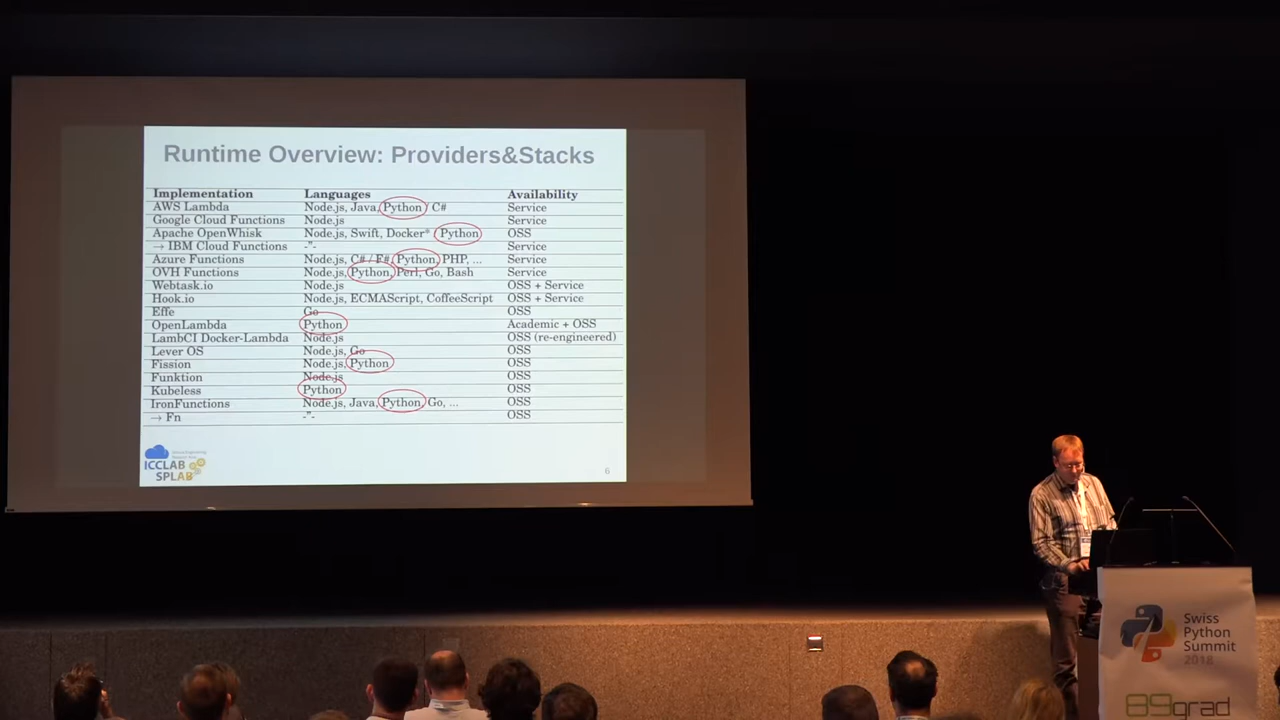 Runtime Overview: Providers&Stacks
Implementation Languages Availability
AWS Lambda Node.js, Java, Python / C# Service
Google Cloud Functions Node.js Service
Apache OpenWhisk Node.js, Swift, Docker* Python OSS
→ IBM Cloud Functions -"- Service
Azure Functions Node.js, C# / F#, Python, PHP, ... Service
OVH Functions Node.js, Python, Perl, Go, Bash Service
Webtask.io Node.js OSS + Service
Hook.io Node.js, ECMAScript, CoffeeScript OSS + Service
Effe Go OSS
OpenLambda Python Academic + OSS
LambCI Docker-Lambda Node.js OSS (re-engineered)
Lever OS Node.js, Go OSS
Fission Node.js, Python OSS
Funktion Node.js OSS
Kubeless Python OSS
IronFunctions Node.js, Java, Python, Go, ... OSS
→ Fn -"- OSS
ICCLAB
SPLAB
6
Swiss
Python
Summit
2018
89grad